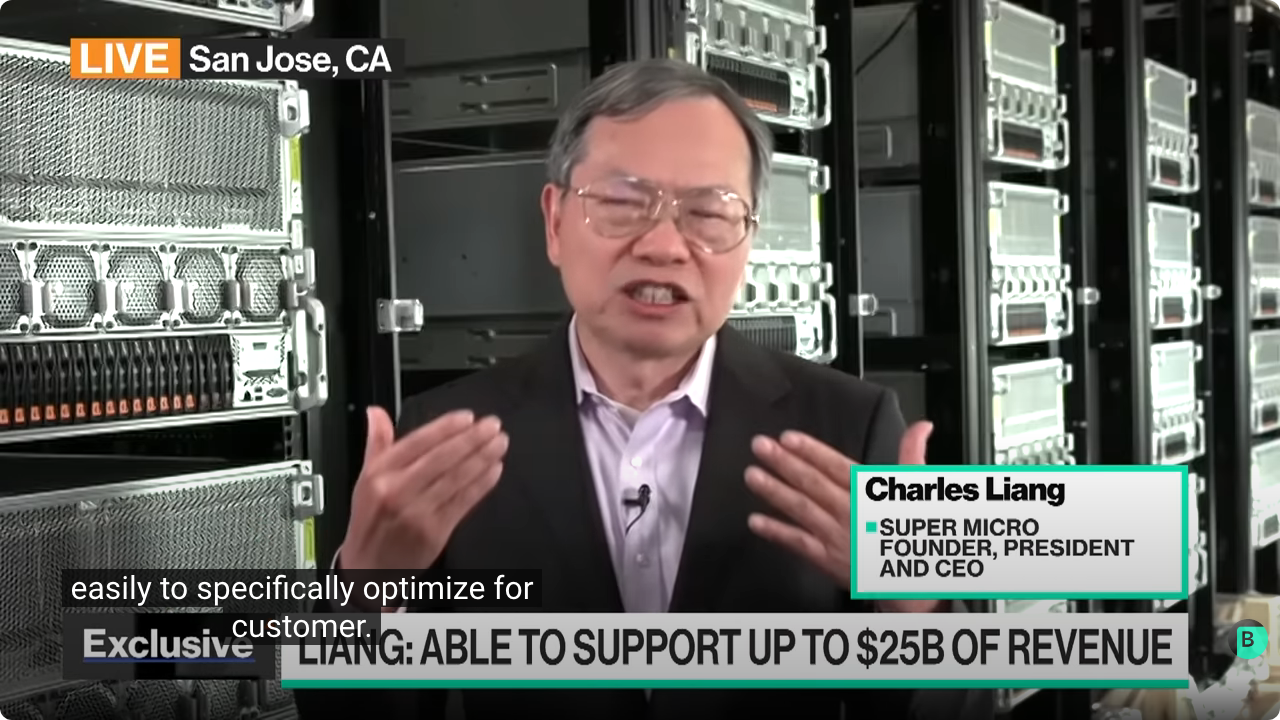 LIVE San Jose, CA
Charles Liang
SUPER MICRO
FOUNDER, PRESIDENT
AND CEO
easily to specifically optimize for
customer.
Exclusive
LIANG: ABLE TO SUPPORT UP TO $25B OF REVENUE
B